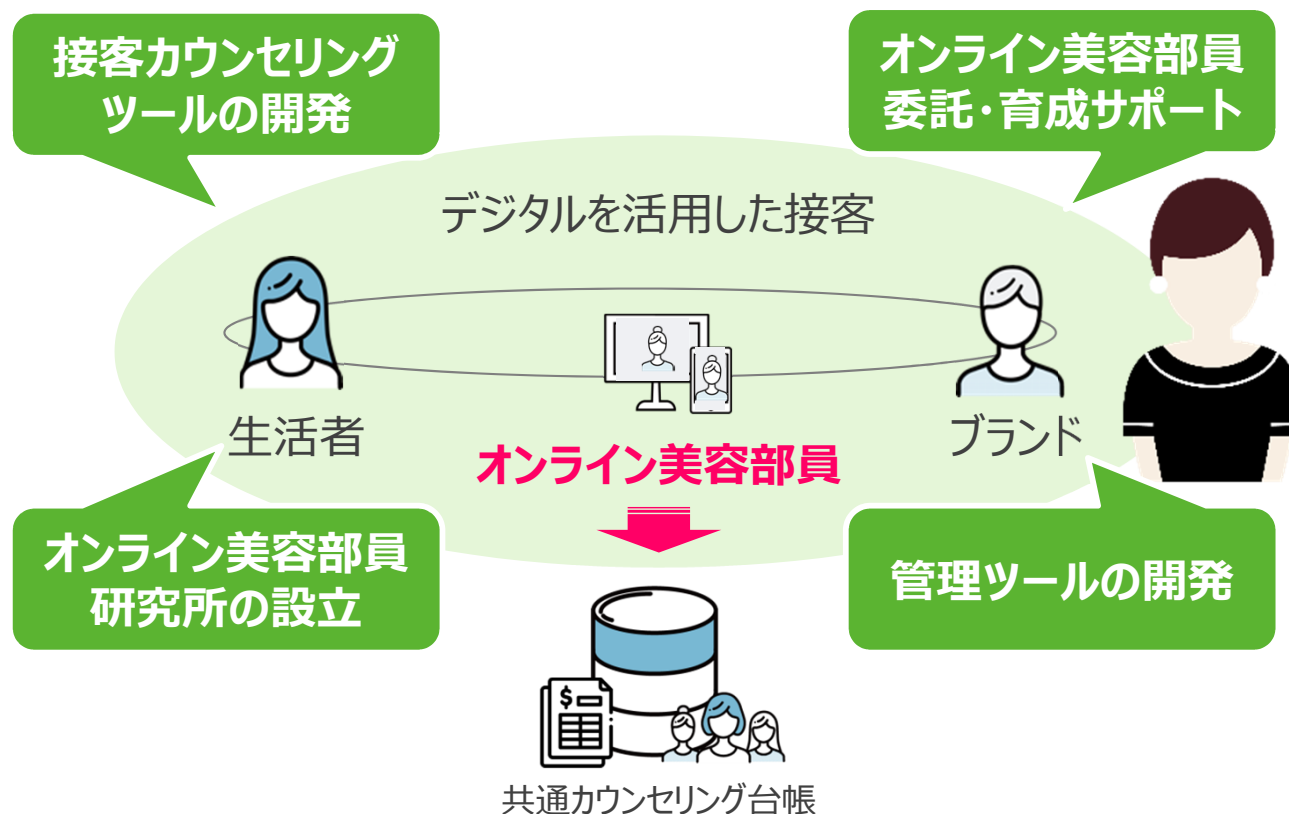 接客カウンセリング
ツールの開発
オンライン美容部員
委託・育成サポート
デジタルを活用した接客
生活者
ブランド
オンライン美容部員
オンライン美容部員
研究所の設立
管理ツールの開発
$
共通カウンセリング台帳